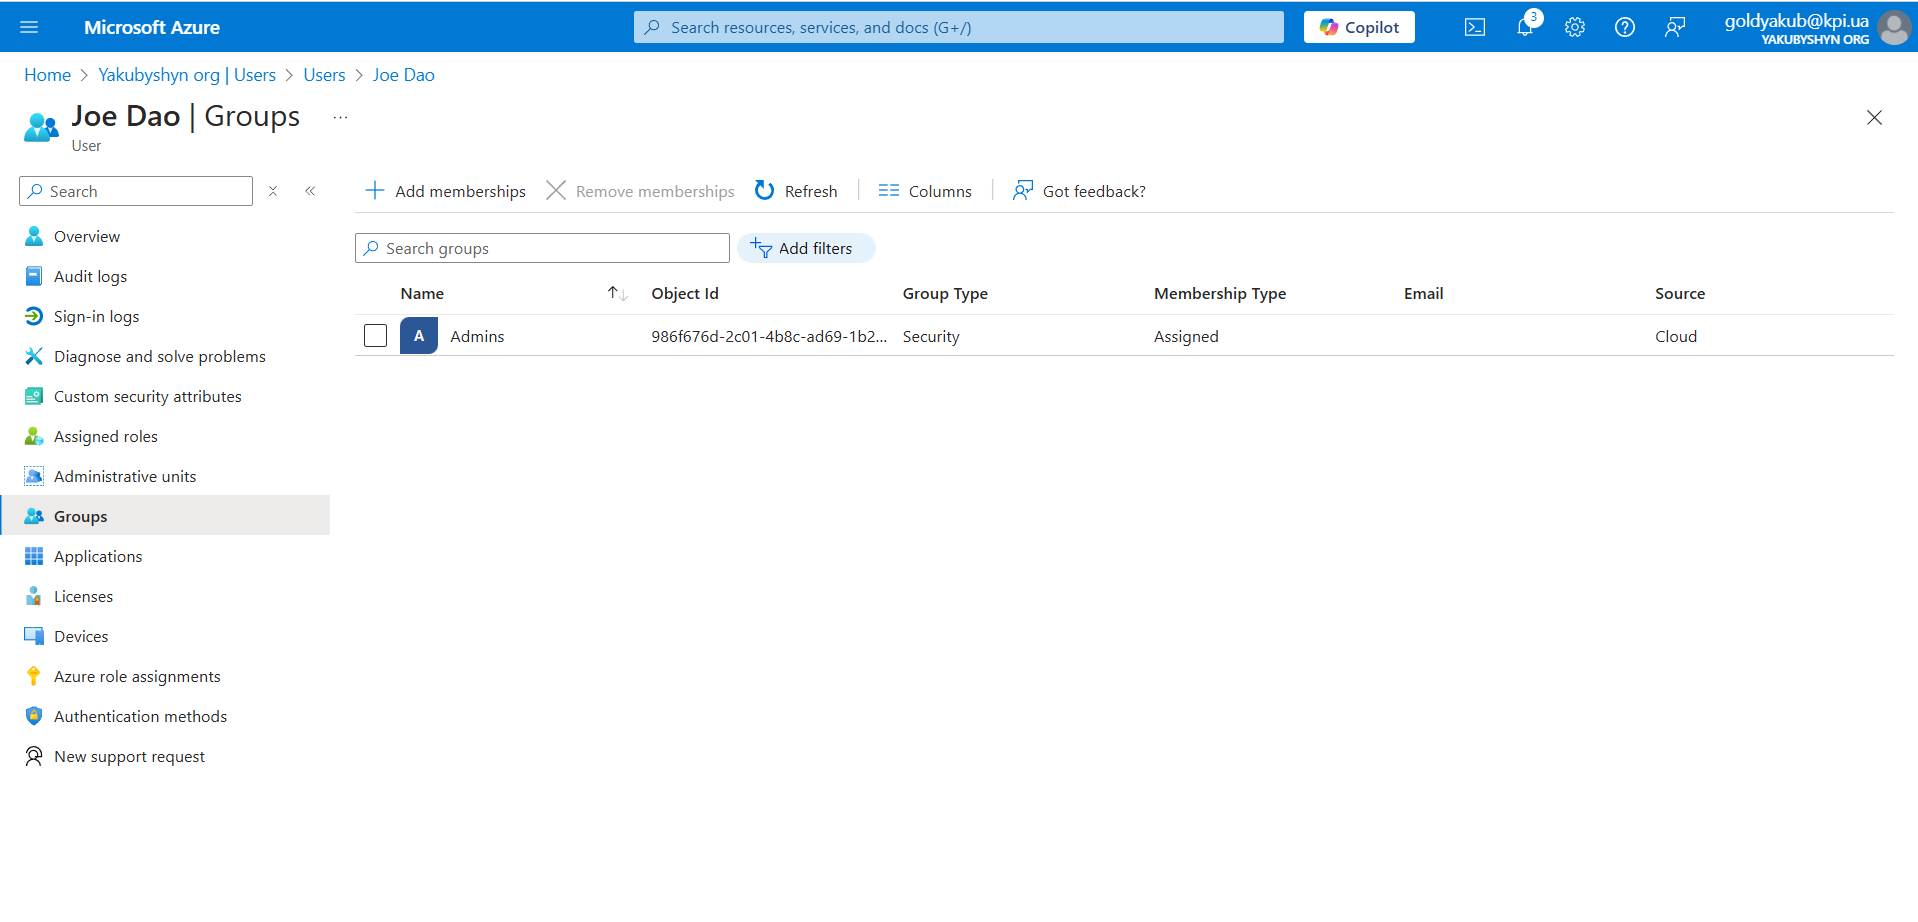 Microsoft Azure
Search resources, services, and docs (G+/)
Copilot
3
goldyakub@kpi.ua
YAKUBYSHYN ORG
Home > Yakubyshyn org | Users > Users > Joe Dao
Joe Dao | Groups ...
User
Search
Add memberships
Remove memberships
Refresh
Columns
Got feedback?
Overview
Audit logs
Sign-in logs
Diagnose and solve problems
Custom security attributes
Assigned roles
Administrative units
Groups
Applications
Licenses
Devices
Azure role assignments
Authentication methods
New support request
Search groups
Add filters
Name Object Id Group Type Membership Type Email Source
A Admins 986f676d-2c01-4b8c-ad69-1b2... Security Assigned Cloud